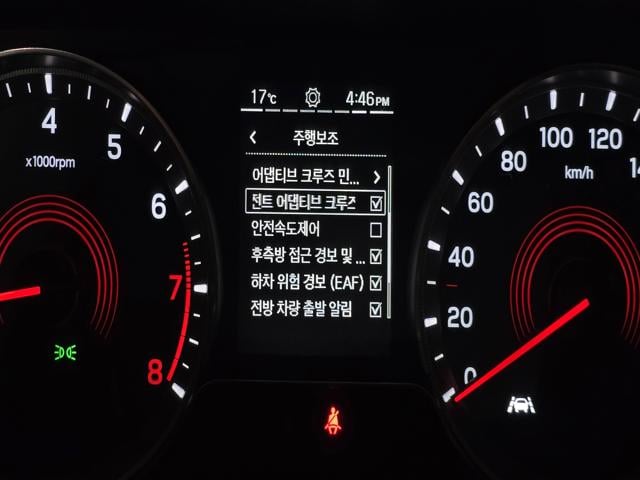 17℃ 4:46PM
< 주행보조
어댑티브 크루즈 민... >
전트 어댑티브 크루즈
안전속도제어
후측방 접근 경보 및 ...
하차 위험 경보 (EAF)
전방 차량 출발 알림
4
5
6
7
8
x1000rpm
0
20
40
60
80
100
120
14
km/h